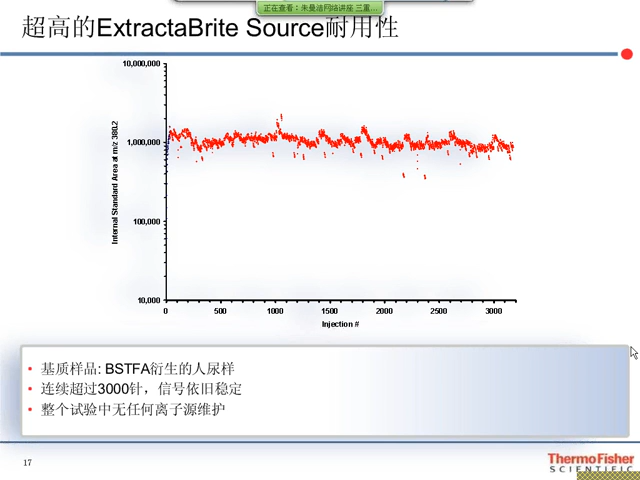 正在查看：朱曼洁网络讲座 三重...
超高的ExtractaBrite Source耐用性
10,000,000
1,000,000
100,000
10,000
Internal Standard Area at m/z 380.2
0 500 1000 1500 2000 2500 3000
Injection #
• 基质样品: BSTFA衍生的人尿样
• 连续超过3000针，信号依旧稳定
• 整个试验中无任何离子源维护
17
ThermoFisher
SCIENTIFIC